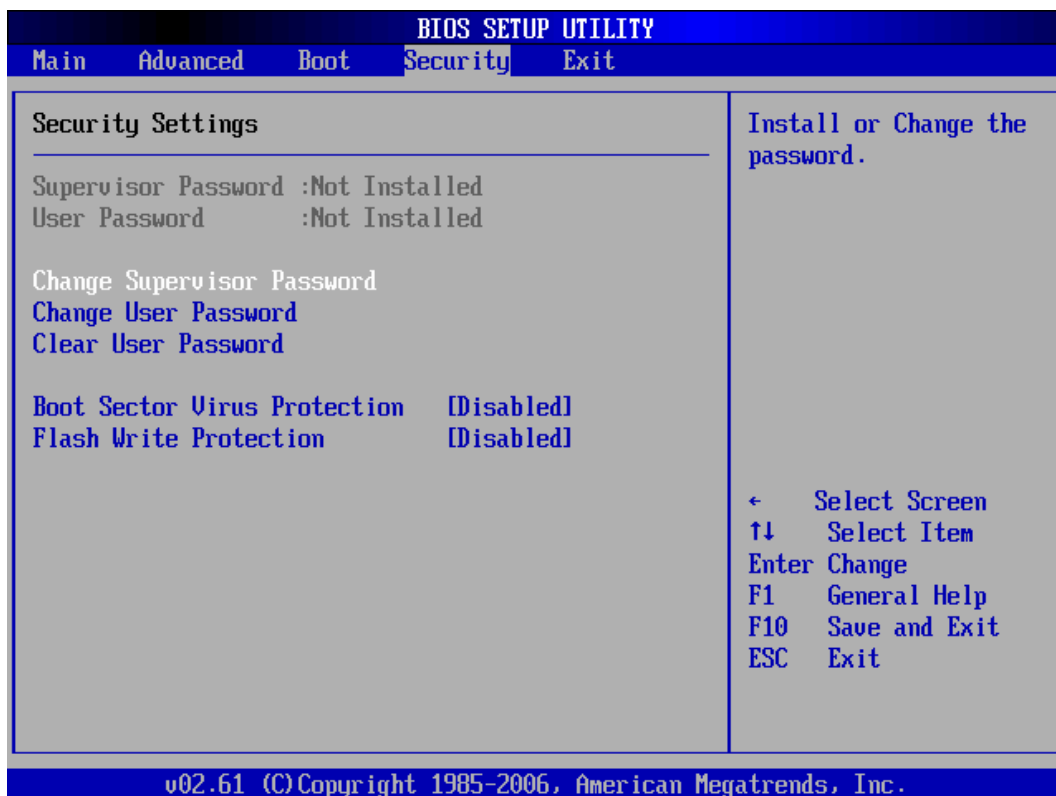 BIOS SETUP UTILITY
Main Advanced Boot Security Exit
Security Settings
Supervisor Password :Not Installed
User Password :Not Installed
Change Supervisor Password
Change User Password
Clear User Password
Boot Sector Virus Protection [Disabled]
Flash Write Protection [Disabled]
Install or Change the
password.
← Select Screen
↑↓ Select Item
Enter Change
F1 General Help
F10 Save and Exit
ESC Exit
v02.61 (C)Copyright 1985-2006, American Megatrends, Inc.